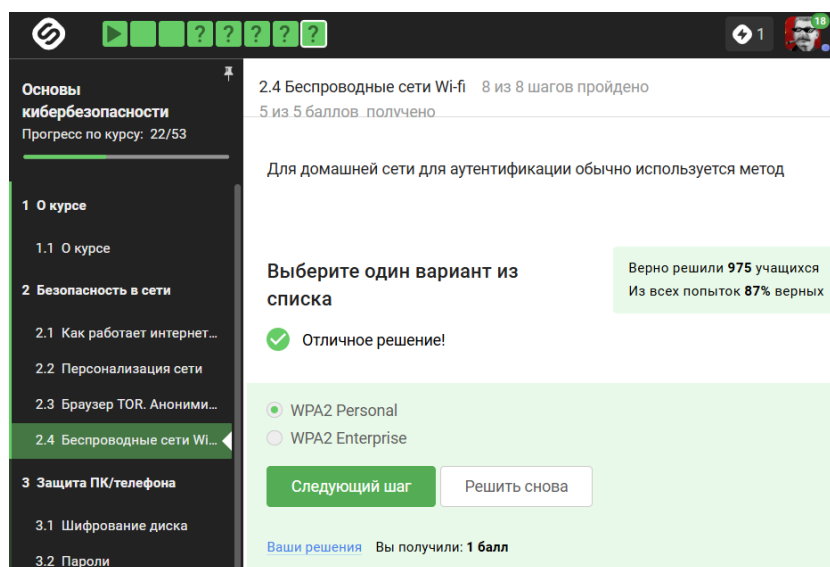 ? ? ? ? ?
1
18
Основы
кибербезопасности
Прогресс по курсу: 22/53
1 О курсе
1.1 О курсе
2 Безопасность в сети
2.1 Как работает интернет...
2.2 Персонализация сети
2.3 Браузер TOR. Аноними...
2.4 Беспроводные сети Wi...
3 Защита ПК/телефона
3.1 Шифрование диска
3.2 Пароли
2.4 Беспроводные сети Wi-fi 8 из 8 шагов пройдено
5 из 5 баллов получено
Для домашней сети для аутентификации обычно используется метод
Выберите один вариант из
списка
Верно решили 975 учащихся
Из всех попыток 87% верных
Отличное решение!
WPA2 Personal
WPA2 Enterprise
Следующий шаг
Решить снова
Ваши решения Вы получили: 1 балл